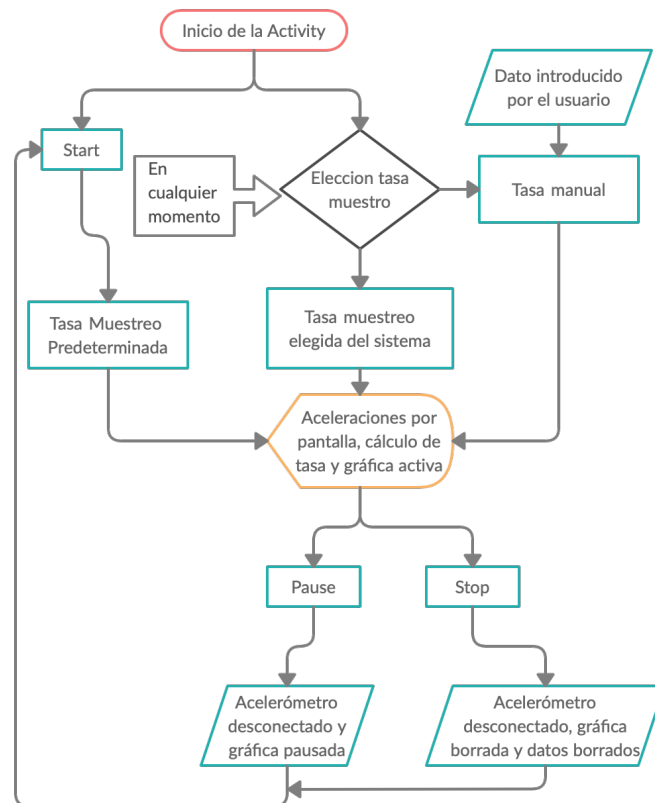 Inicio de la Activity
Dato introducido
por el usuario
Start
En
cualquier
momento
Eleccion tasa
muestro
Tasa manual
Tasa Muestreo
Predeterminada
Tasa muestreo
elegida del sistema
Aceleraciones por
pantalla, cálculo de
tasa y gráfica activa
Pause
Stop
Acelerómetro
desconectado y
gráfica pausada
Acelerómetro
desconectado, gráfica
borrada y datos borrados